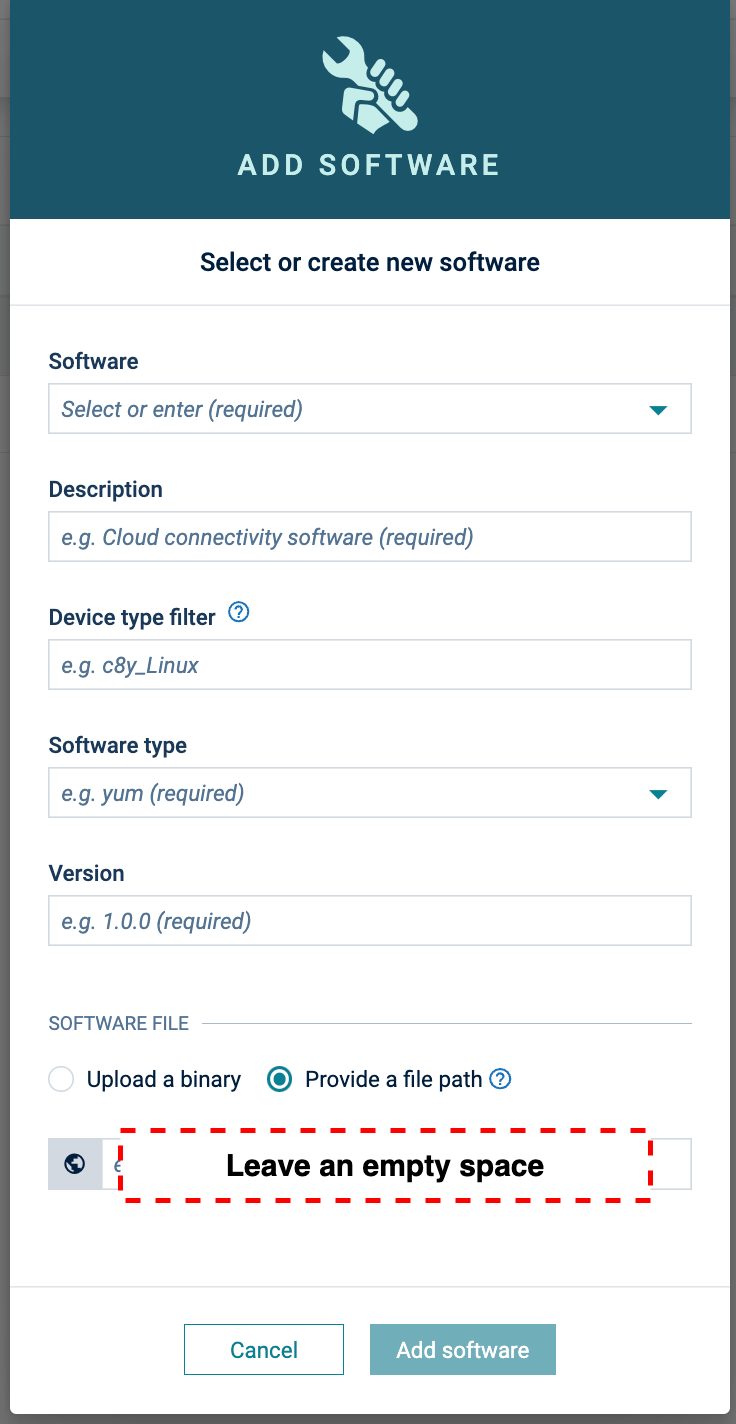 ADD SOFTWARE
Select or create new software
Software
Select or enter (required)
Description
e.g. Cloud connectivity software (required)
Device type filter
e.g. c8y_Linux
Software type
e.g. yum (required)
Version
e.g. 1.0.0 (required)
SOFTWARE FILE
Upload a binary Provide a file path
Leave an empty space
Cancel Add software